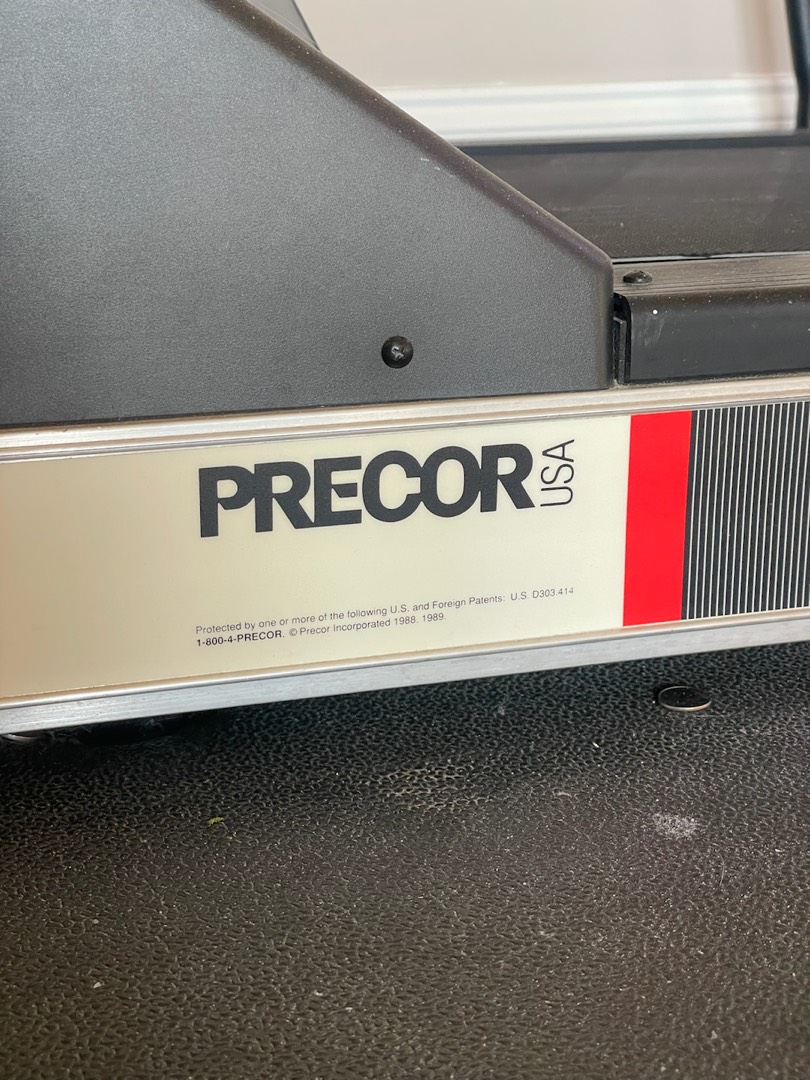 PRECOR USA
Protected by one or more of the following U.S. and Foreign Patents: U.S. D303.414
1-800-4-PRECOR. © Precor Incorporated 1988. 1989.